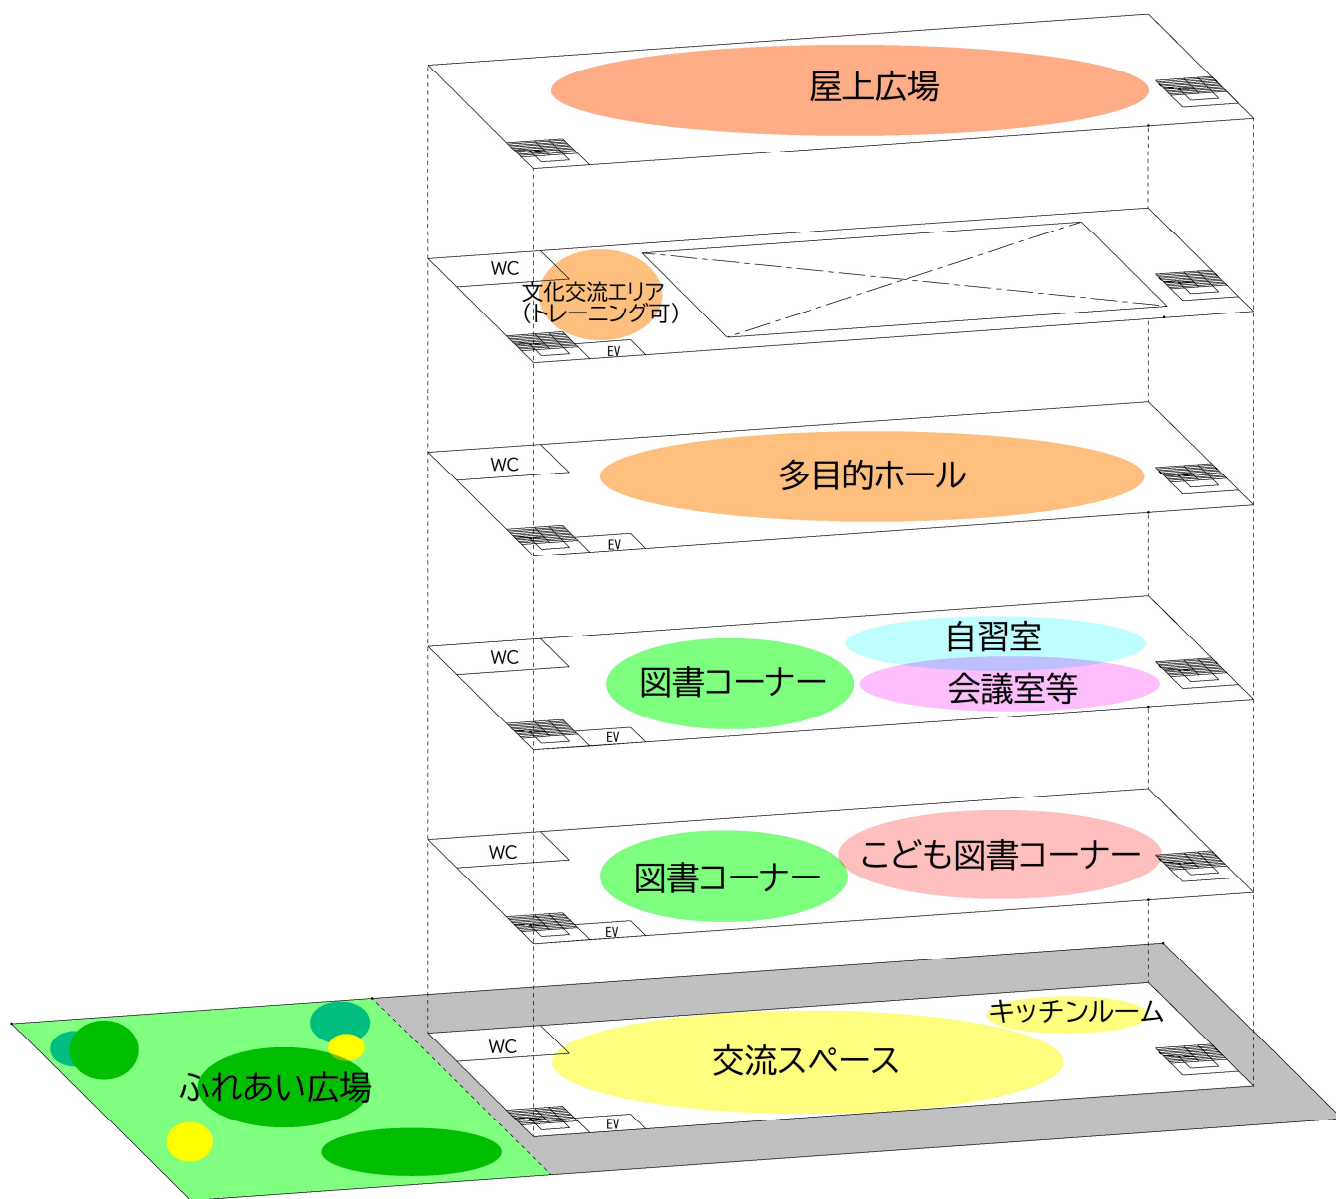 屋上広場
WC
文化交流エリア
（トレーニング可）
EV
WC
多目的ホール
EV
WC
自習室
図書コーナー
会議室等
EV
WC
こども図書コーナー
図書コーナー
EV
キッチンルーム
WC
交流スペース
ふれあい広場
EV